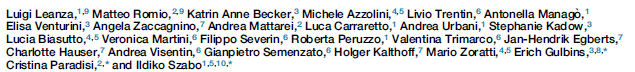 Luigi Leanza,1,9 Matteo Romio,2,9 Katrin Anne Becker,3 Michele Azzolini,4,5 Livio Trentin,6 Antonella Managò,1
Elisa Venturini,3 Angela Zaccagnino,7 Andrea Mattarei,2 Luca Carraretto,1 Andrea Urbani,1 Stephanie Kadow,3
Lucia Biasutto,4,5 Veronica Martini,6 Filippo Severin,6 Roberta Peruzzo,1 Valentina Trimarco,6 Jan-Hendrik Egberts,7
Charlotte Hauser,7 Andrea Visentin,6 Gianpietro Semenzato,6 Holger Kalthoff,7 Mario Zoratti,4,5 Erich Gulbins,3,8,*
Cristina Paradisi,2,* and Ildiko Szabo1,5,10,*